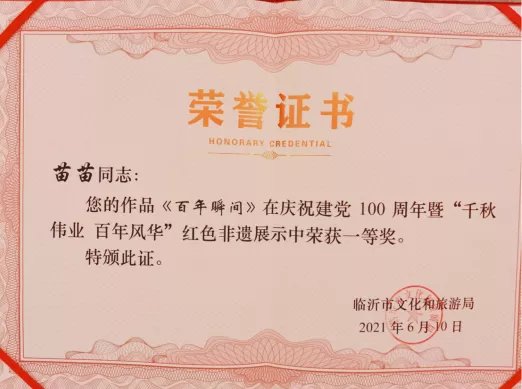 荣誉证书
HONORARY CREDENTIAL
苗苗同志:
您的作品《百年瞬间》在庆祝建党 100 周年暨“千秋
伟业 百年风华”红色非遗展示中荣获一等奖。
特颁此证。
临沂市文化和旅游局
2021年6月10日